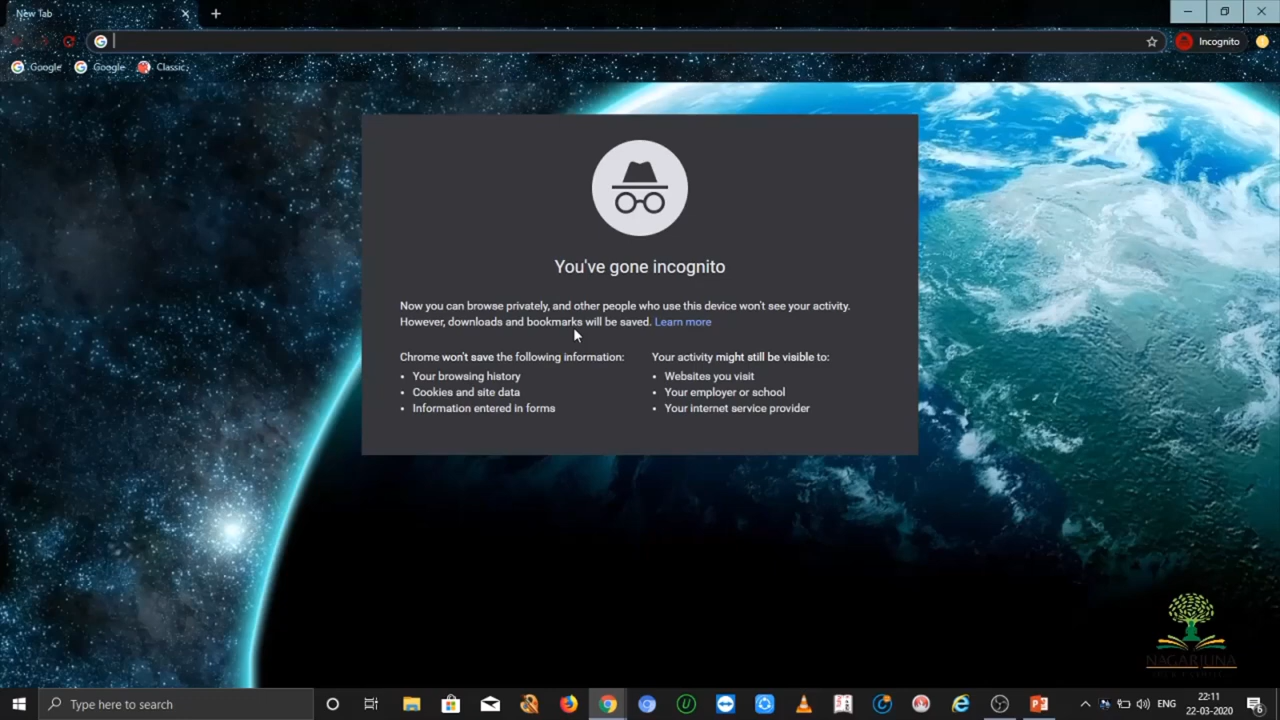 New Tab
Incognito
Google
Google
Classic
You've gone incognito
Now you can browse privately, and other people who use this device won't see your activity.
However, downloads and bookmarks will be saved. Learn more
Chrome won't save the following information:
• Your browsing history
• Cookies and site data
• Information entered in forms
Your activity might still be visible to:
• Websites you visit
• Your employer or school
• Your internet service provider
NAGARJUNA
Type here to search
ENG
22:11
22-03-2020
6